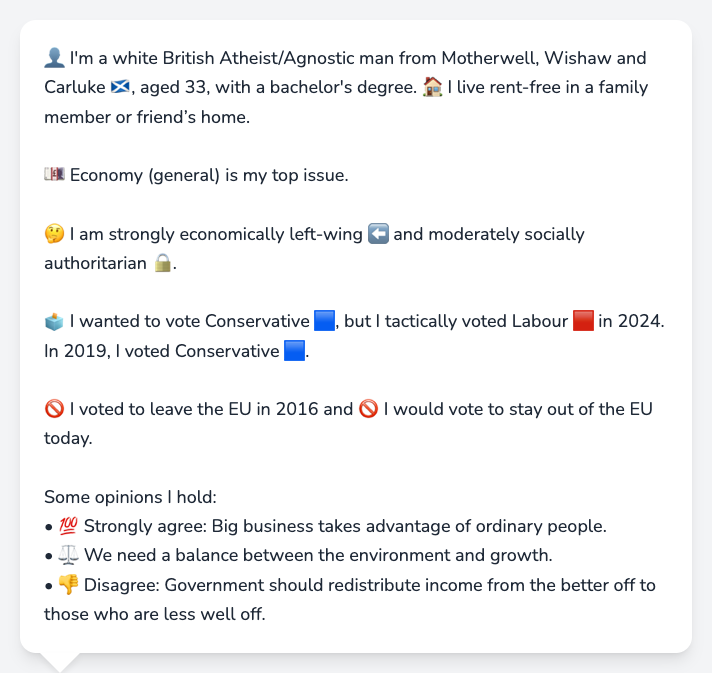 👤 I'm a white British Atheist/Agnostic man from Motherwell, Wishaw and
Carluke 🏴󠁧󠁢󠁳󠁣󠁴󠁿, aged 33, with a bachelor's degree. 🏠 I live rent-free in a family
member or friend’s home.
💷 Economy (general) is my top issue.
🤔 I am strongly economically left-wing ⬅️ and moderately socially
authoritarian 🔒.
🗳️ I wanted to vote Conservative 🟦, but I tactically voted Labour 🟥 in 2024.
In 2019, I voted Conservative 🟦.
🚫 I voted to leave the EU in 2016 and 🚫 I would vote to stay out of the EU
today.
Some opinions I hold:
• 💯 Strongly agree: Big business takes advantage of ordinary people.
• ⚖️ We need a balance between the environment and growth.
• 👎 Disagree: Government should redistribute income from the better off to
those who are less well off.